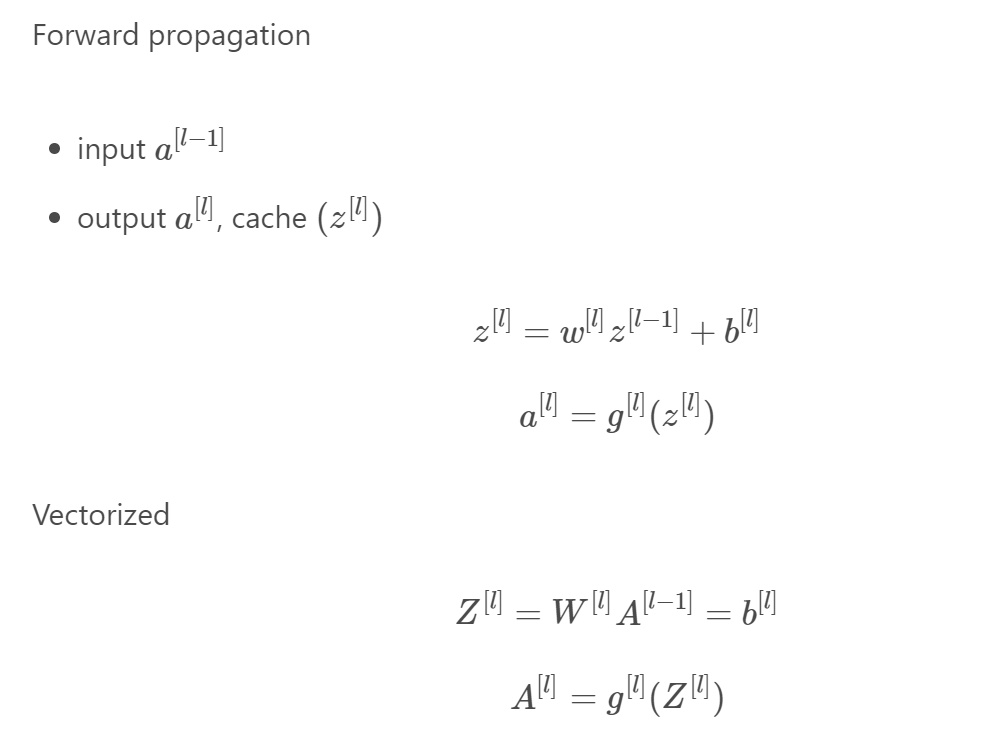 Forward propagation
• input $a^{[l-1]}$
• output $a^{[l]}$, cache $(z^{[l]})$
$z^{[l]} = w^{[l]} z^{[l-1]} + b^{[l]}$
$a^{[l]} = g^{[l]}(z^{[l]})$
Vectorized
$Z^{[l]} = W^{[l]} A^{[l-1]} = b^{[l]}$
$A^{[l]} = g^{[l]}(Z^{[l]})$